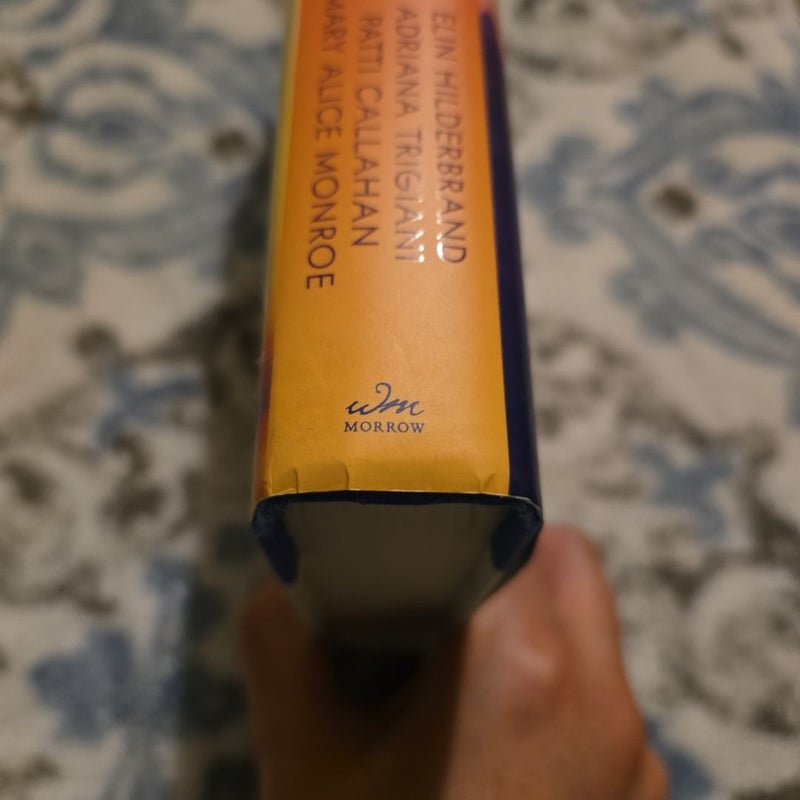 ELIN HILDERBRAND
ADRIANA TRIGIANI
PATTI CALLAHAN
MARY ALICE MONROE
wm
MORROW